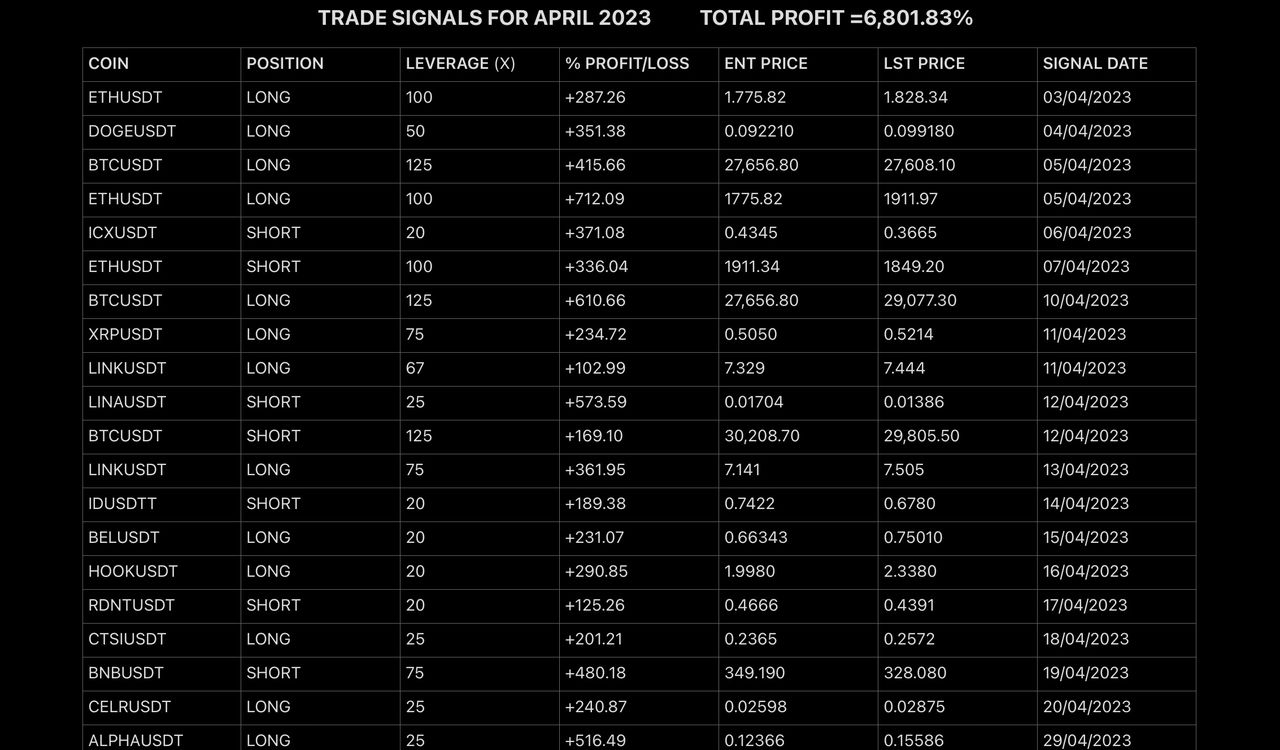 TRADE SIGNALS FOR APRIL 2023 TOTAL PROFIT =6,801.83%
COIN POSITION LEVERAGE (X) % PROFIT/LOSS ENT PRICE LST PRICE SIGNAL DATE
ETHUSDT LONG 100 +287.26 1.775.82 1.828.34 03/04/2023
DOGEUSDT LONG 50 +351.38 0.092210 0.099180 04/04/2023
BTCUSDT LONG 125 +415.66 27,656.80 27,608.10 05/04/2023
ETHUSDT LONG 100 +712.09 1775.82 1911.97 05/04/2023
ICXUSDT SHORT 20 +371.08 0.4345 0.3665 06/04/2023
ETHUSDT SHORT 100 +336.04 1911.34 1849.20 07/04/2023
BTCUSDT LONG 125 +610.66 27,656.80 29,077.30 10/04/2023
XRPUSDT LONG 75 +234.72 0.5050 0.5214 11/04/2023
LINKUSDT LONG 67 +102.99 7.329 7.444 11/04/2023
LINAUSDT SHORT 25 +573.59 0.01704 0.01386 12/04/2023
BTCUSDT SHORT 125 +169.10 30,208.70 29,805.50 12/04/2023
LINKUSDT LONG 75 +361.95 7.141 7.505 13/04/2023
IDUSDTT SHORT 20 +189.38 0.7422 0.6780 14/04/2023
BELUSDT LONG 20 +231.07 0.66343 0.75010 15/04/2023
HOOKUSDT LONG 20 +290.85 1.9980 2.3380 16/04/2023
RDNTUSDT SHORT 20 +125.26 0.4666 0.4391 17/04/2023
CTSIUSDT LONG 25 +201.21 0.2365 0.2572 18/04/2023
BNBUSDT SHORT 75 +480.18 349.190 328.080 19/04/2023
CELRUSDT LONG 25 +240.87 0.02598 0.02875 20/04/2023
ALPHAUSDT LONG 25 +516.49 0.12366 0.15586 29/04/2023